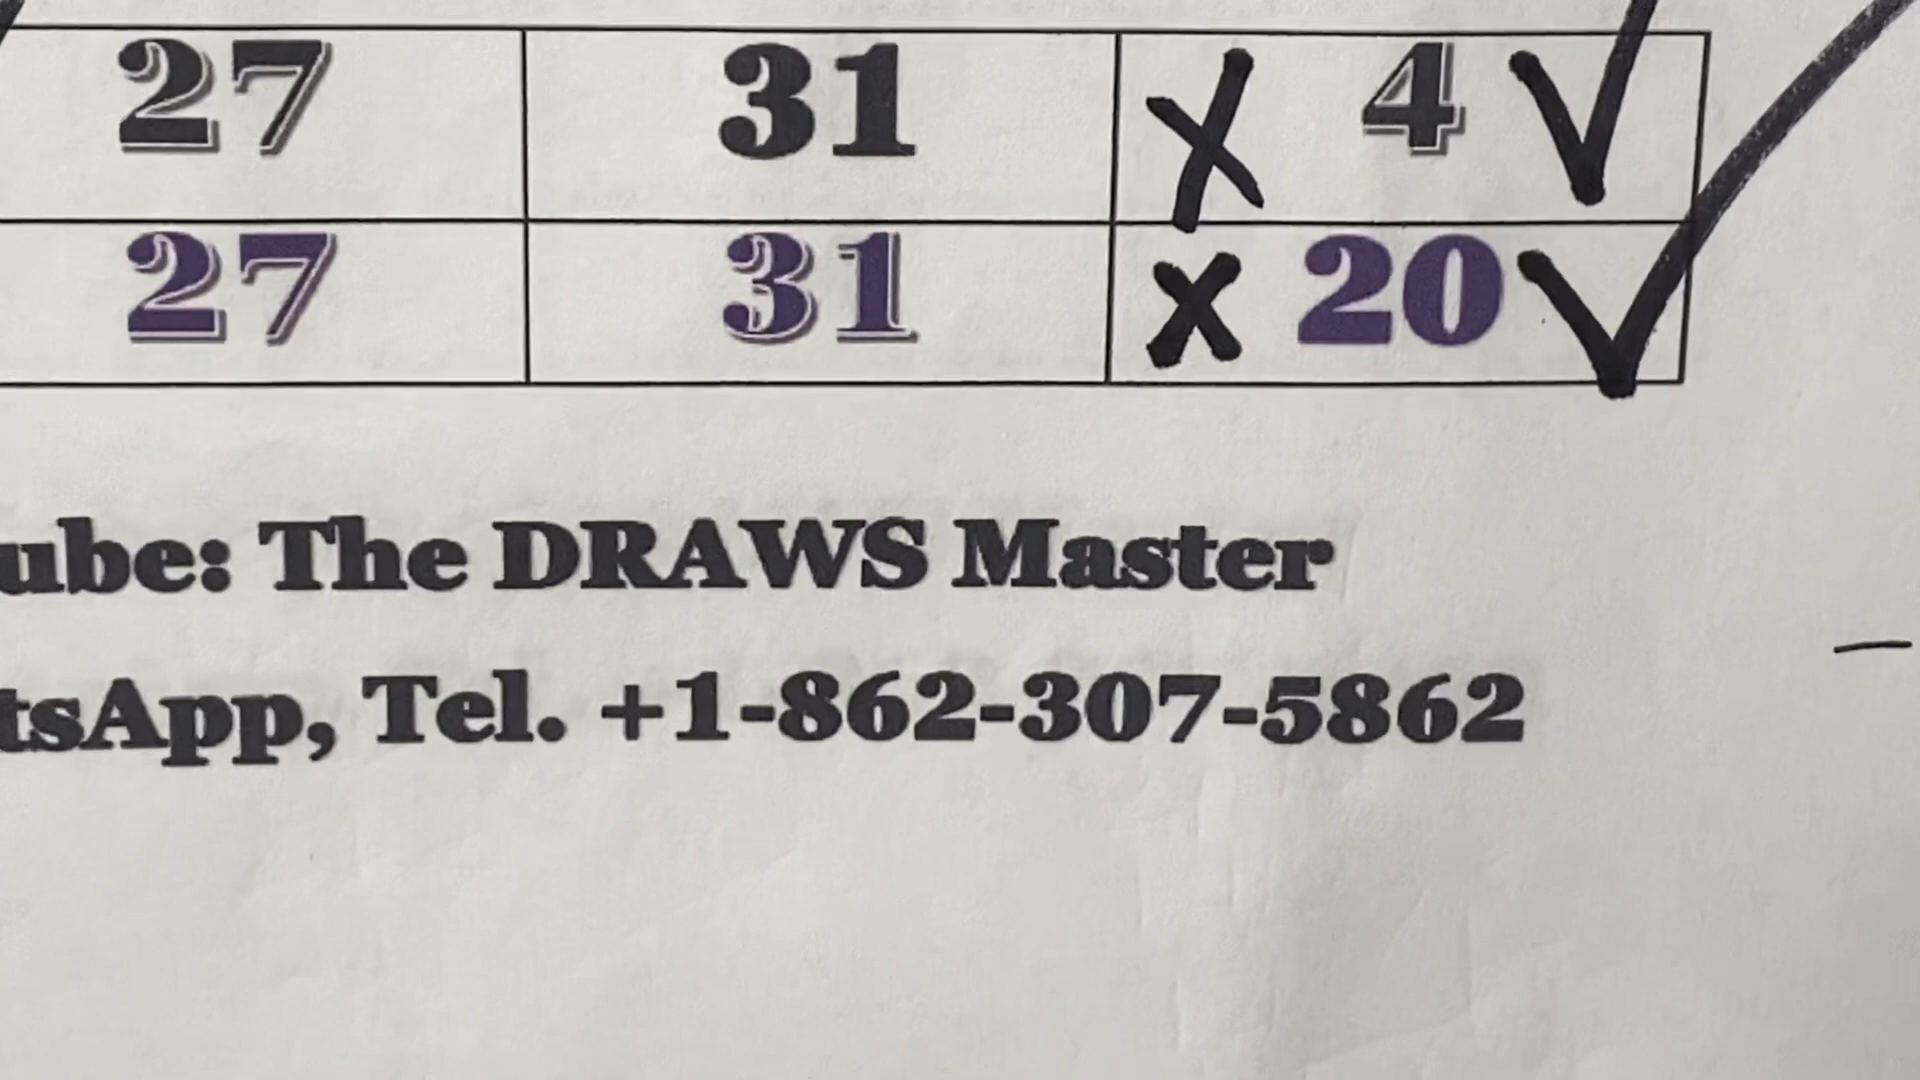 27 31 X 4 ✓
27 31 X 20 ✓
ube: The DRAWS Master
tsApp, Tel. +1-862-307-5862